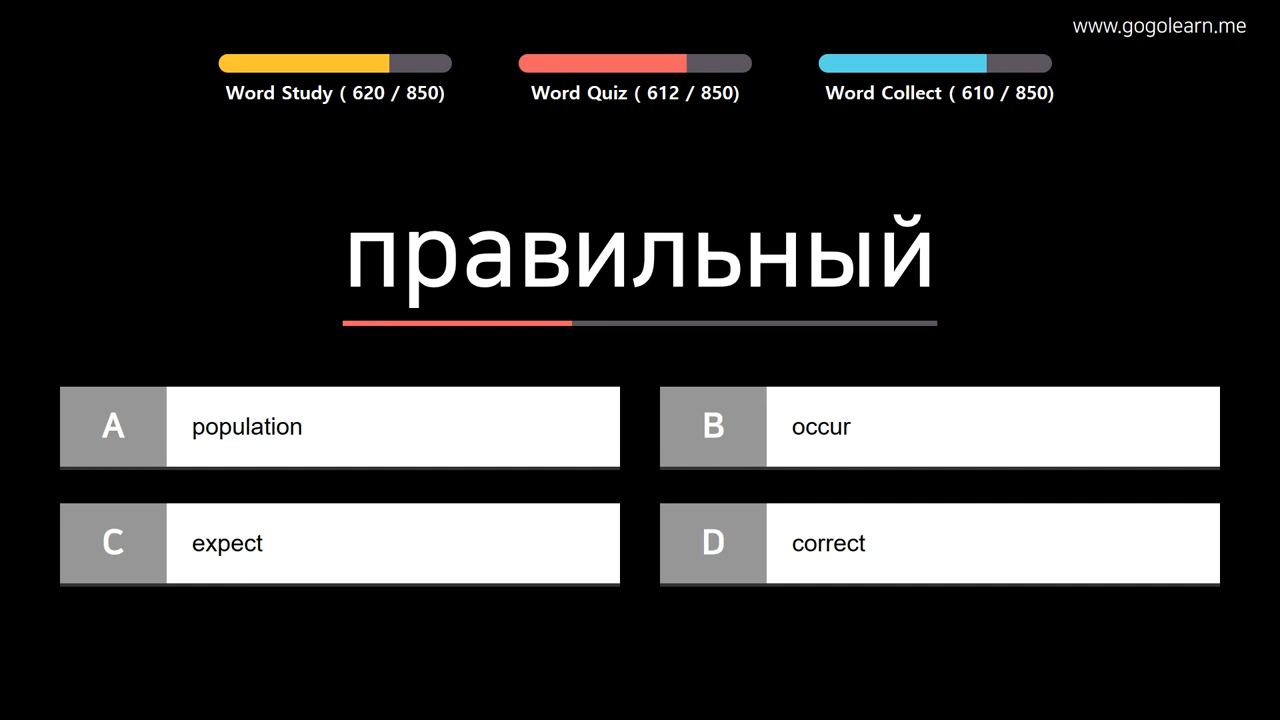 www.gogolearn.me
Word Study ( 620 / 850)
Word Quiz ( 612 / 850)
Word Collect ( 610 / 850)
правильный
A population
B occur
C expect
D correct